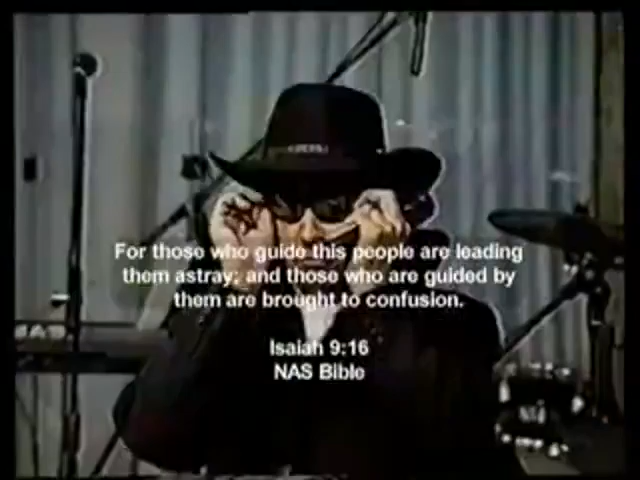 For those who guide this people are leading
them astray; and those who are guided by
them are brought to confusion.
Isaiah 9:16
NAS Bible